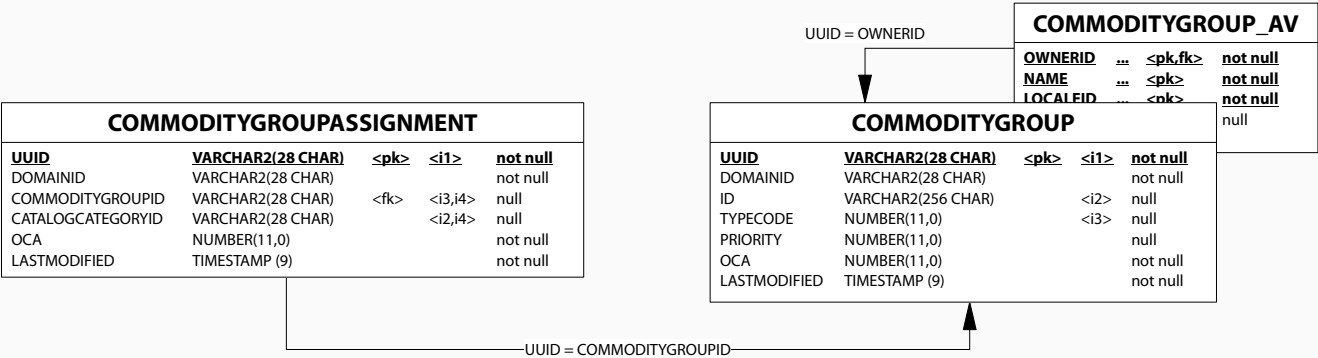 COMMODITYGROUP_AV
UUID = OWNERID
OWNERID ... <pk,fk> not null
NAME ... <pk> not null
LOCALEID ... <pk> not null
null
COMMODITYGROUPASSIGNMENT
UUID VARCHAR2(28 CHAR) <pk> <i1> not null
DOMAINID VARCHAR2(28 CHAR) not null
COMMODITYGROUPID VARCHAR2(28 CHAR) <fk> <i3,i4> null
CATALOGCATEGORYID VARCHAR2(28 CHAR) <i2,i4> null
OCA NUMBER(11,0) not null
LASTMODIFIED TIMESTAMP (9) not null
COMMODITYGROUP
UUID VARCHAR2(28 CHAR) <pk> <i1> not null
DOMAINID VARCHAR2(28 CHAR) not null
ID VARCHAR2(256 CHAR) <i2> null
TYPECODE NUMBER(11,0) <i3> null
PRIORITY NUMBER(11,0) null
OCA NUMBER(11,0) not null
LASTMODIFIED TIMESTAMP (9) not null
UUID = COMMODITYGROUPID